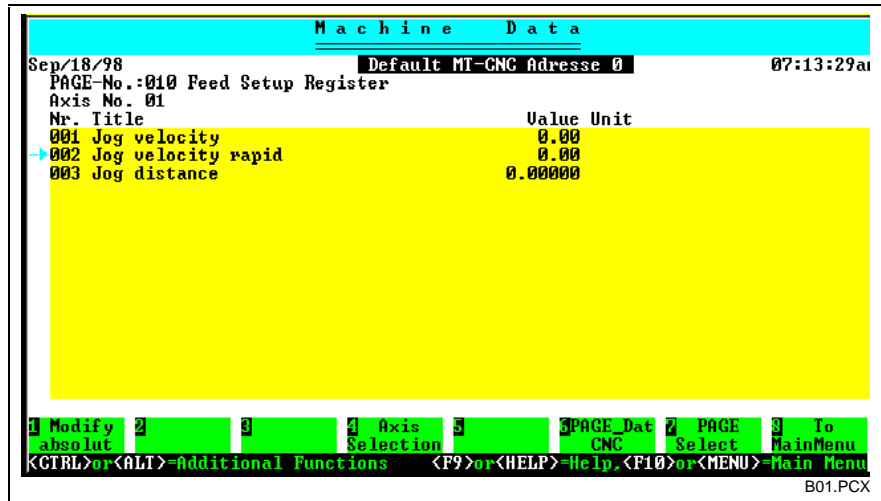 Machine Data
Sep/18/98 Default MT-CNC Adresse 0 07:13:29a
PAGE-No.:010 Feed Setup Register
Axis No. 01
Nr. Title Value Unit
001 Jog velocity 0.00
002 Jog velocity rapid 0.00
003 Jog distance 0.00000
1 Modify 2 3 4 Axis 5 6PAGE_Dat 7 PAGE 8 To
absolut Selection CNC Select MainMenu
<CTRL>or<ALT>=Additional Functions <F9>or<HELP>=Help,<F10>or<MENU>=Main Menu
B01.PCX